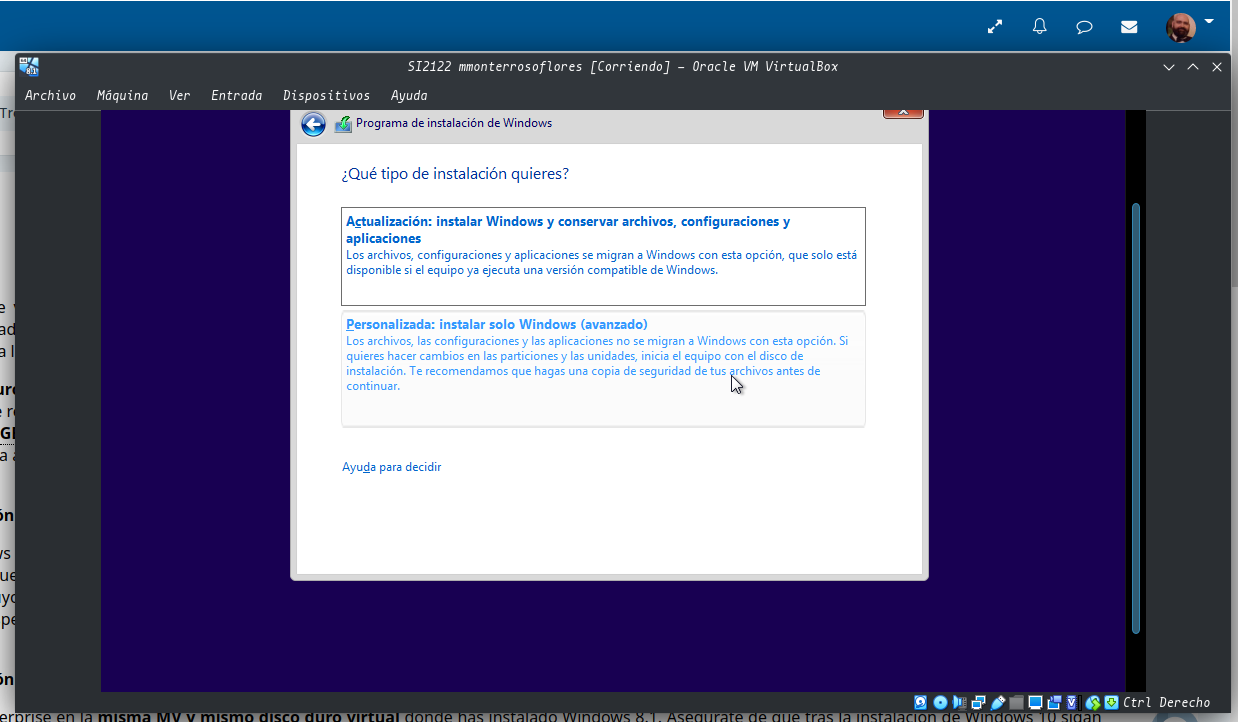 SI2122 mmonterrosoflores [Corriendo] - Oracle VM VirtualBox
Archivo Máquina Ver Entrada Dispositivos Ayuda
Programa de instalación de Windows
¿Qué tipo de instalación quieres?
Actualización: instalar Windows y conservar archivos, configuraciones y
aplicaciones
Los archivos, configuraciones y aplicaciones se migran a Windows con esta opción, que solo está
disponible si el equipo ya ejecuta una versión compatible de Windows.
Personalizada: instalar solo Windows (avanzado)
Los archivos, las configuraciones y las aplicaciones no se migran a Windows con esta opción. Si
quieres hacer cambios en las particiones y las unidades, inicia el equipo con el disco de
instalación. Te recomendamos que hagas una copia de seguridad de tus archivos antes de
continuar.
Ayuda para decidir
Ctrl Derecho
en la misma MV y mismo disco duro virtual donde has instalado Windows 8.1. Asegúrate de que tras la instalación de Windows 10 sigan